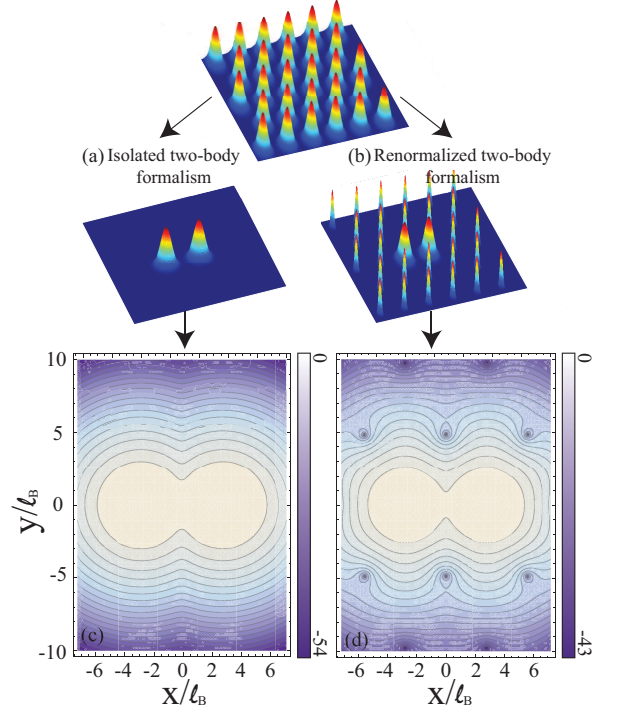 (a) Isolated two-body
formalism
(b) Renormalized two-body
formalism
10
5
0
-5
-10
y/ℓB
(c)
-6 -4 -2 0 2 4 6
x/ℓB
0
-54
(d)
-6 -4 -2 0 2 4 6
x/ℓB
0
-43